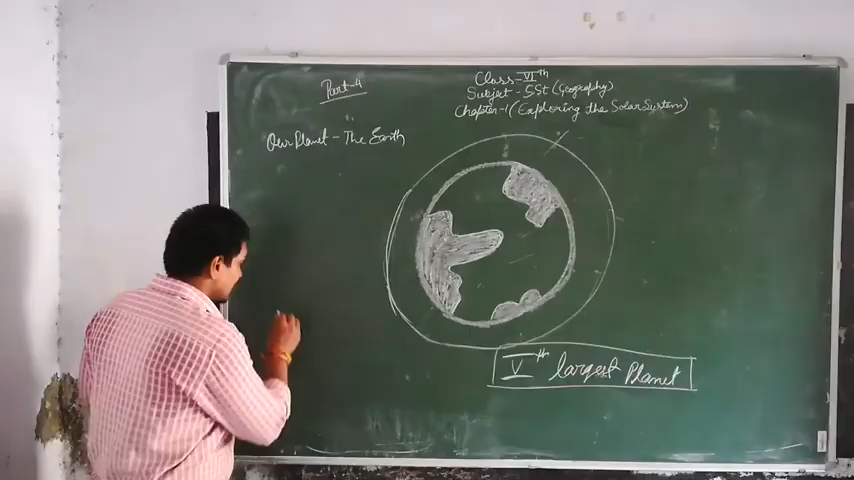 Part-4
Class-VIth
Subject - SSt (Geography)
Chapter-1 (Exploring the Solar System)
Our Planet - The Earth
Vth largest Planet